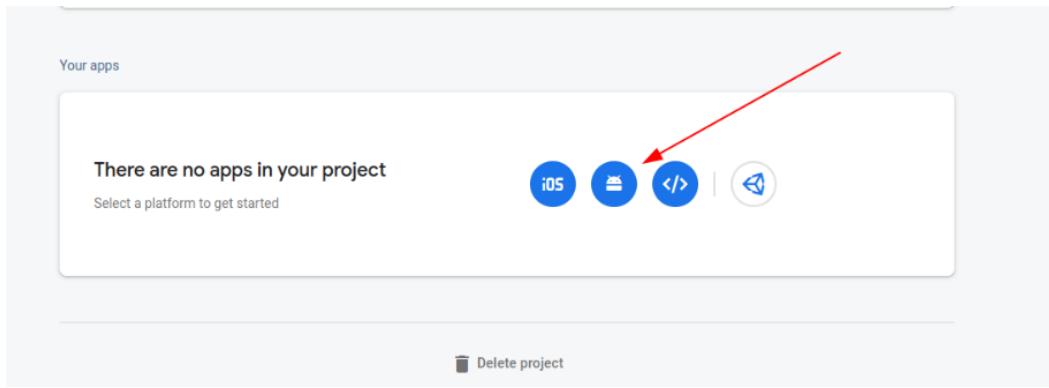 Your apps
There are no apps in your project
iOS
</>
Select a platform to get started
Delete project